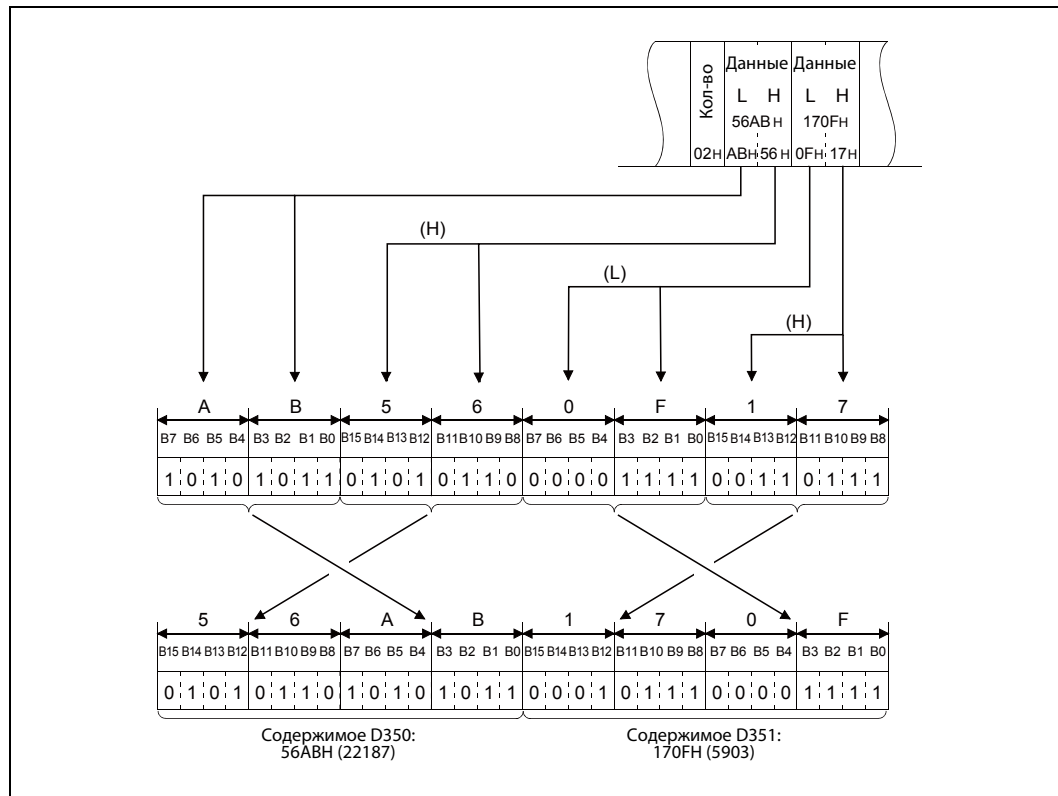 Кол-во Данные Данные
L H L H
56AB H 170FH
02H ABH 56 H 0FH 17H
(H)
(L)
(H)
A B 5 6 0 F 1 7
B7 B6 B5 B4 B3 B2 B1 B0 B15 B14 B13 B12 B11 B10 B9 B8 B7 B6 B5 B4 B3 B2 B1 B0 B15 B14 B13 B12 B11 B10 B9 B8
1 0 1 0 1 0 1 1 0 1 0 1 0 1 1 0 0 0 0 0 1 1 1 1 0 0 1 1 0 1 1 1
5 6 A B 1 7 0 F
B15 B14 B13 B12 B11 B10 B9 B8 B7 B6 B5 B4 B3 B2 B1 B0 B15 B14 B13 B12 B11 B10 B9 B8 B7 B6 B5 B4 B3 B2 B1 B0
0 1 0 1 0 1 1 0 1 0 1 0 1 0 1 1 0 0 0 1 0 1 1 1 0 0 0 0 1 1 1 1
Содержимое D350: Содержимое D351:
56ABH (22187) 170FH (5903)